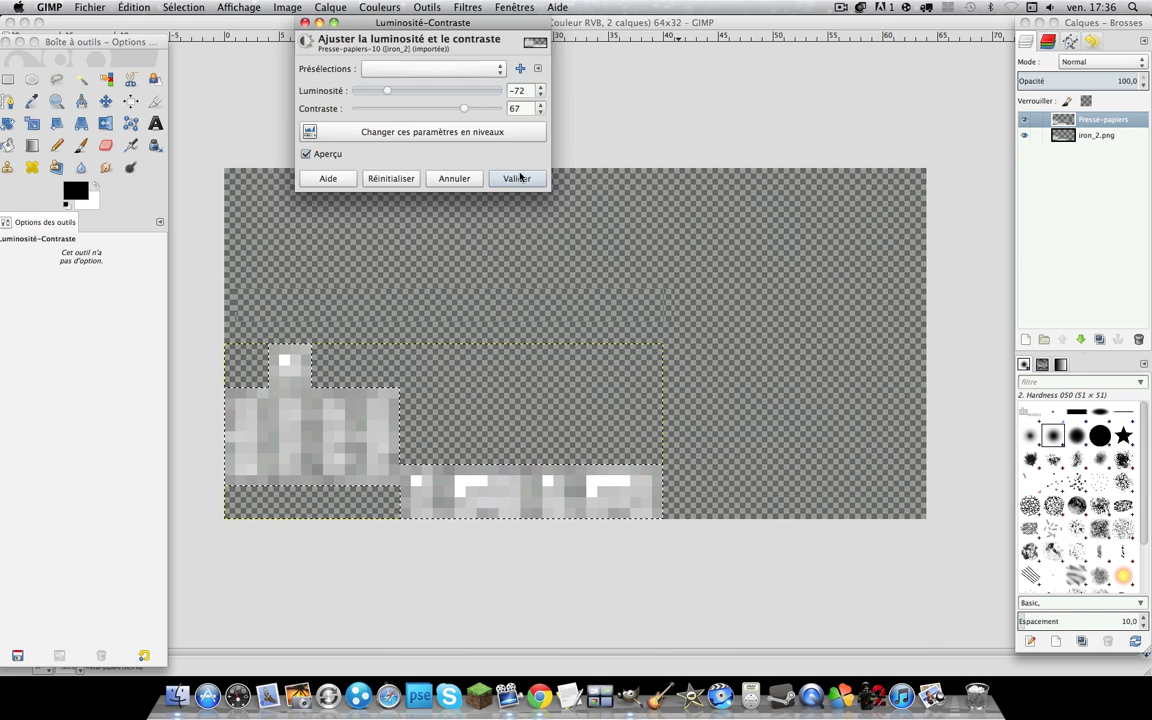 GIMP Fichier Édition Sélection Affichage Image Calque Couleurs Outils Filtres Fenêtres Aide
1 ven. 17:36
Boîte à outils – Options ...
Luminosité–Contraste
Couleur RVB, 2 calques) 64x32 – GIMP
Calques – Brosses
Ajuster la luminosité et le contraste
Presse-papiers–10 ([iron_2] (importée))
Présélections :
Luminosité : −72
Contraste : 67
Changer ces paramètres en niveaux
Aperçu
Aide Réinitialiser Annuler Valider
Mode : Normal
Opacité 100,0
Verrouiller :
Presse-papiers
iron_2.png
Options des outils
Luminosité–Contraste
Cet outil n'a
pas d'option.
filtre
2. Hardness 050 (51 × 51)
Basic,
Espacement 10,0
pse